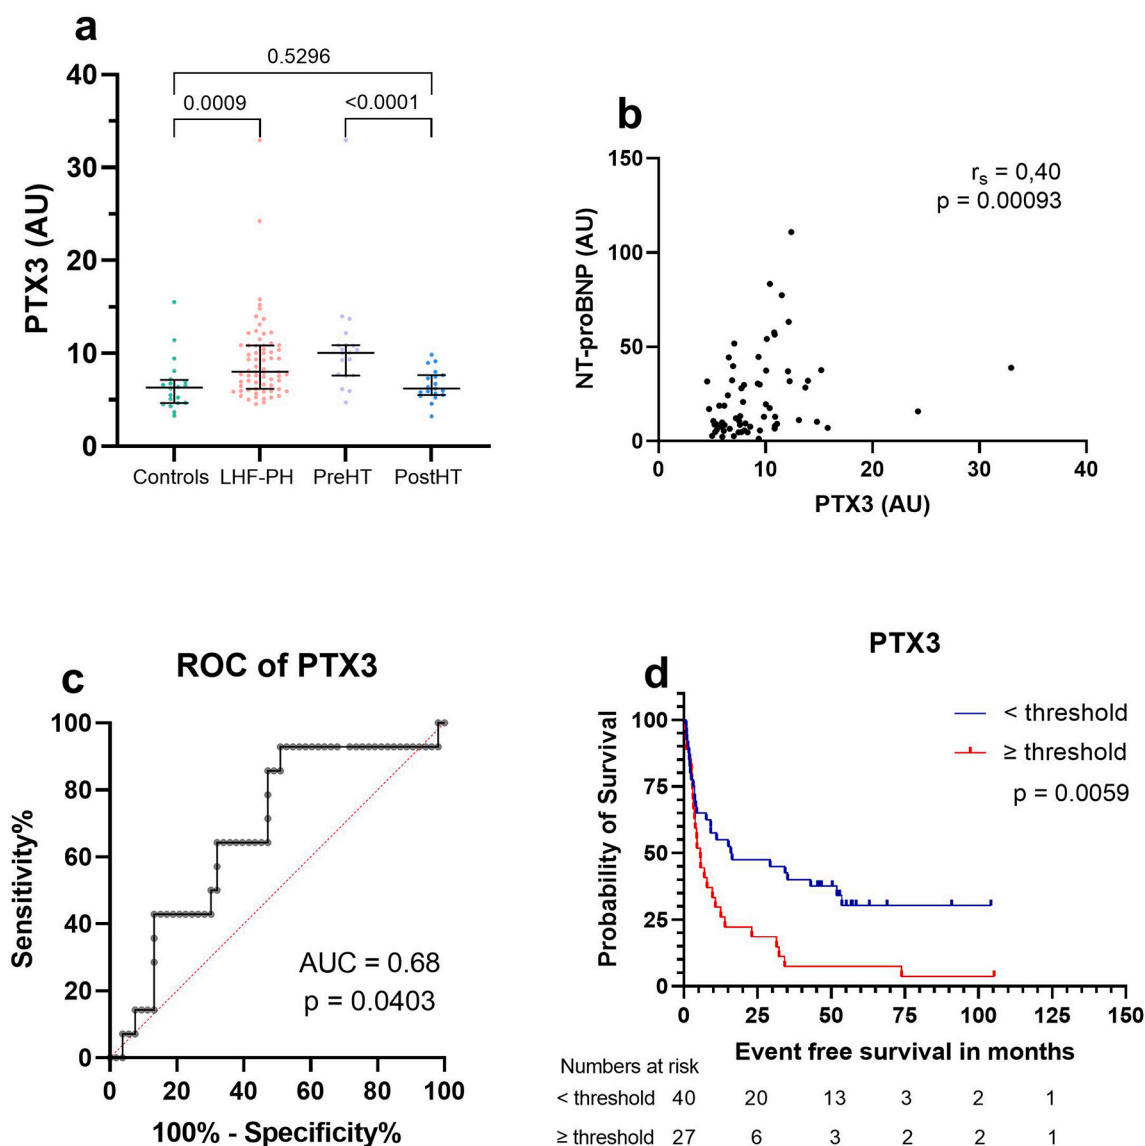 a
0.5296
0.0009
<0.0001
40
30
20
10
0
PTX3 (AU)
Controls LHF-PH PreHT PostHT
b
150
100
50
0
NT-proBNP (AU)
rs = 0,40
p = 0.00093
0 10 20 30 40
PTX3 (AU)
c
ROC of PTX3
100
80
60
40
20
0
Sensitivity%
AUC = 0.68
p = 0.0403
0 20 40 60 80 100
100% - Specificity%
PTX3
d
100
75
50
25
0
Probability of Survival
< threshold
≥ threshold
p = 0.0059
0 25 50 75 100 125 150
Event free survival in months
Numbers at risk
< threshold 40 20 13 3 2 1
≥ threshold 27 6 3 2 2 1